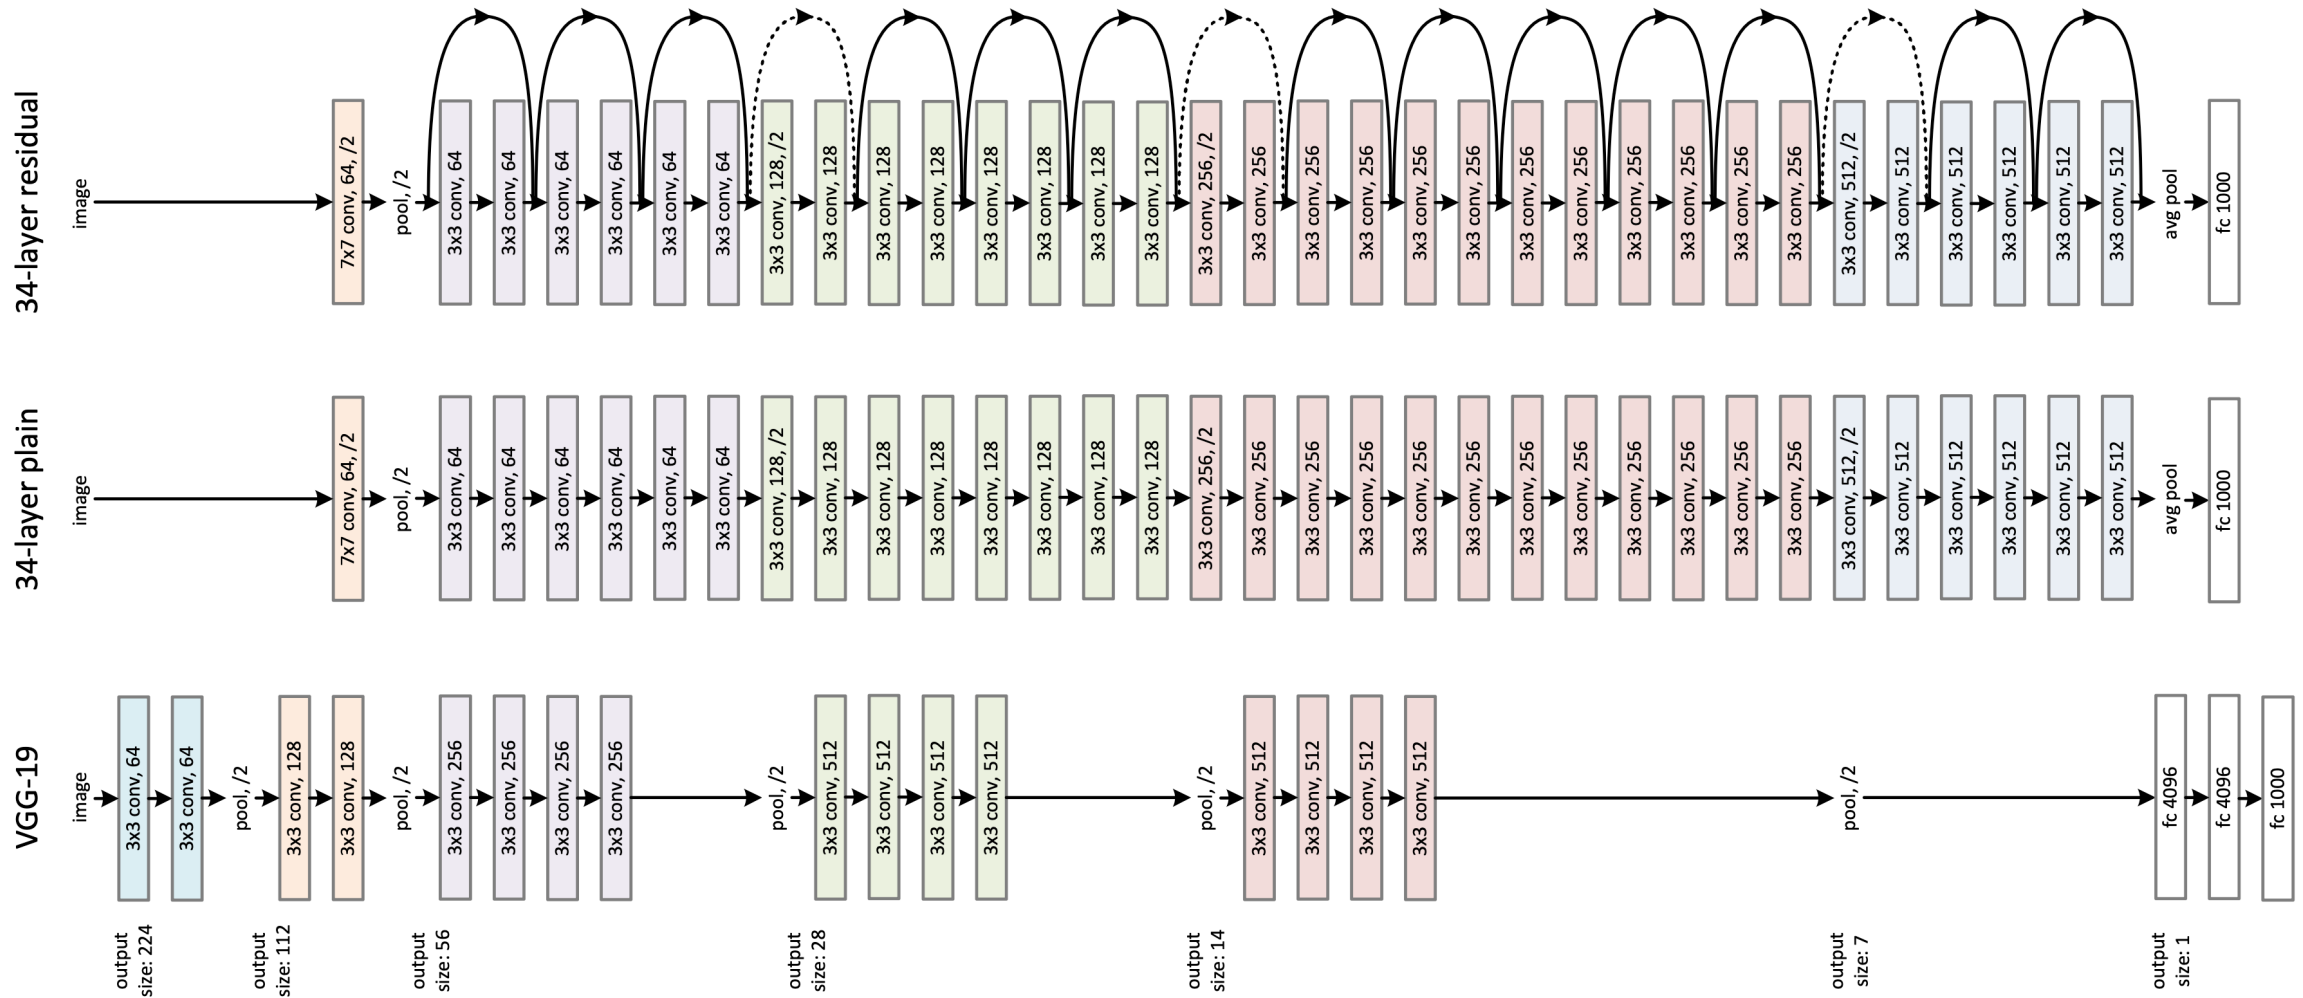 34-layer residual
image
7x7 conv, 64, /2
pool, /2
3x3 conv, 64
3x3 conv, 64
3x3 conv, 64
3x3 conv, 64
3x3 conv, 64
3x3 conv, 64
3x3 conv, 128, /2
3x3 conv, 128
3x3 conv, 128
3x3 conv, 128
3x3 conv, 128
3x3 conv, 128
3x3 conv, 128
3x3 conv, 128
3x3 conv, 256, /2
3x3 conv, 256
3x3 conv, 256
3x3 conv, 256
3x3 conv, 256
3x3 conv, 256
3x3 conv, 256
3x3 conv, 256
3x3 conv, 256
3x3 conv, 256
3x3 conv, 256
3x3 conv, 256
3x3 conv, 512, /2
3x3 conv, 512
3x3 conv, 512
3x3 conv, 512
3x3 conv, 512
3x3 conv, 512
avg pool
fc 1000
34-layer plain
image
7x7 conv, 64, /2
pool, /2
3x3 conv, 64
3x3 conv, 64
3x3 conv, 64
3x3 conv, 64
3x3 conv, 64
3x3 conv, 64
3x3 conv, 128, /2
3x3 conv, 128
3x3 conv, 128
3x3 conv, 128
3x3 conv, 128
3x3 conv, 128
3x3 conv, 128
3x3 conv, 128
3x3 conv, 256, /2
3x3 conv, 256
3x3 conv, 256
3x3 conv, 256
3x3 conv, 256
3x3 conv, 256
3x3 conv, 256
3x3 conv, 256
3x3 conv, 256
3x3 conv, 256
3x3 conv, 256
3x3 conv, 256
3x3 conv, 512, /2
3x3 conv, 512
3x3 conv, 512
3x3 conv, 512
3x3 conv, 512
3x3 conv, 512
avg pool
fc 1000
VGG-19
image
3x3 conv, 64
3x3 conv, 64
pool, /2
3x3 conv, 128
3x3 conv, 128
pool, /2
3x3 conv, 256
3x3 conv, 256
3x3 conv, 256
3x3 conv, 256
pool, /2
3x3 conv, 512
3x3 conv, 512
3x3 conv, 512
3x3 conv, 512
pool, /2
3x3 conv, 512
3x3 conv, 512
3x3 conv, 512
3x3 conv, 512
pool, /2
fc 4096
fc 4096
fc 1000
output
size: 224
output
size: 112
output
size: 56
output
size: 28
output
size: 14
output
size: 7
output
size: 1